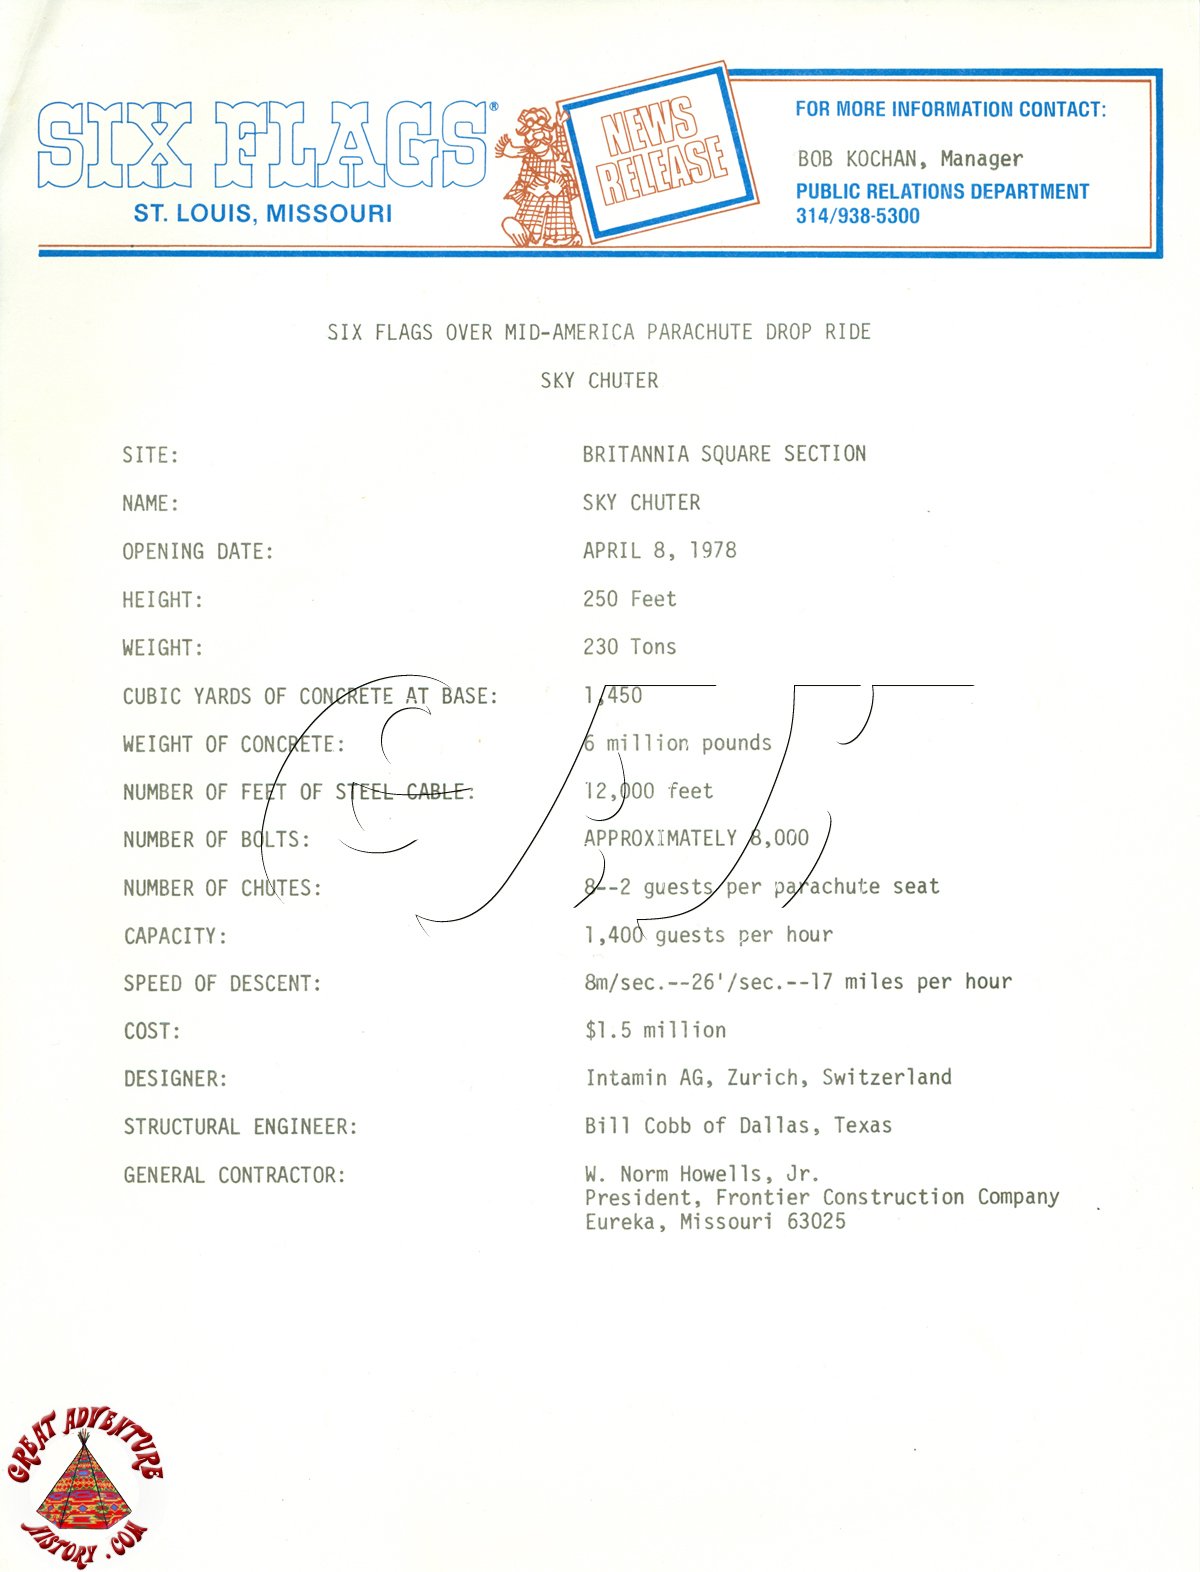 SIX FLAGS®
ST. LOUIS, MISSOURI
NEWS
RELEASE
FOR MORE INFORMATION CONTACT:
BOB KOCHAN, Manager
PUBLIC RELATIONS DEPARTMENT
314/938-5300
SIX FLAGS OVER MID-AMERICA PARACHUTE DROP RIDE
SKY CHUTER
SITE: BRITANNIA SQUARE SECTION
NAME: SKY CHUTER
OPENING DATE: APRIL 8, 1978
HEIGHT: 250 Feet
WEIGHT: 230 Tons
CUBIC YARDS OF CONCRETE AT BASE: 1,450
WEIGHT OF CONCRETE: 6 million pounds
NUMBER OF FEET OF STEEL CABLE: 12,000 feet
NUMBER OF BOLTS: APPROXIMATELY 8,000
NUMBER OF CHUTES: 8--2 guests per parachute seat
CAPACITY: 1,400 guests per hour
SPEED OF DESCENT: 8m/sec.--26'/sec.--17 miles per hour
COST: $1.5 million
DESIGNER: Intamin AG, Zurich, Switzerland
STRUCTURAL ENGINEER: Bill Cobb of Dallas, Texas
GENERAL CONTRACTOR: W. Norm Howells, Jr.
President, Frontier Construction Company
Eureka, Missouri 63025
GREAT ADVENTURE
HISTORY.COM